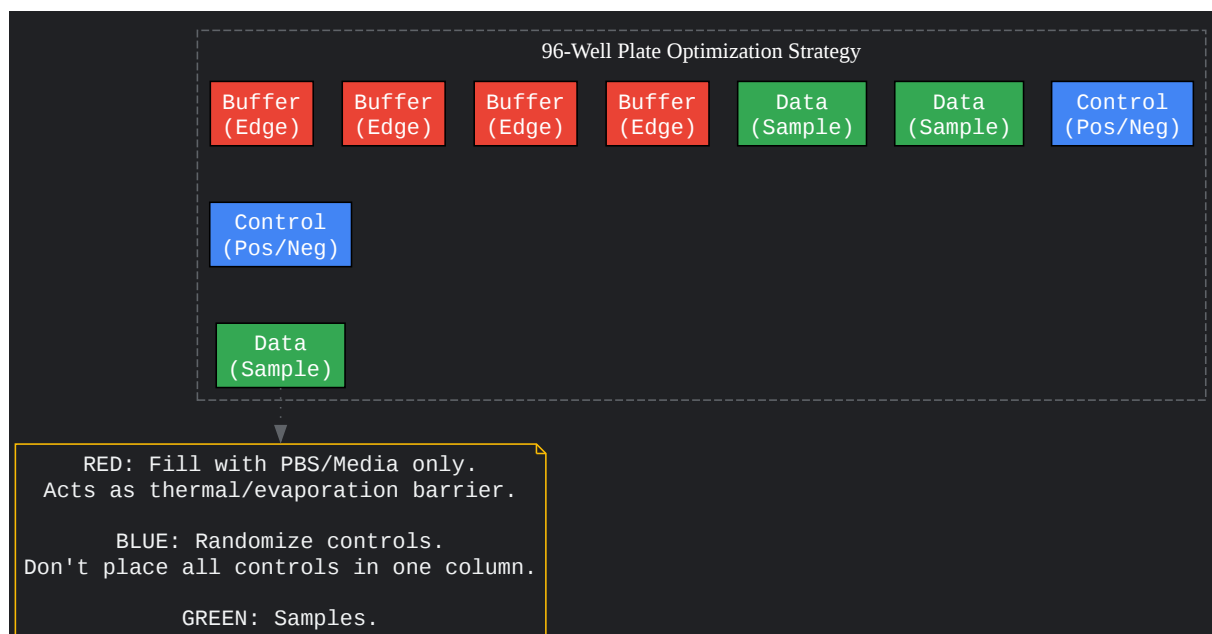 96-Well Plate Optimization Strategy
Buffer
(Edge)
Buffer
(Edge)
Buffer
(Edge)
Buffer
(Edge)
Data
(Sample)
Data
(Sample)
Control
(Pos/Neg)
Control
(Pos/Neg)
Data
(Sample)
RED: Fill with PBS/Media only.
Acts as thermal/evaporation barrier.
BLUE: Randomize controls.
Don't place all controls in one column.
GREEN: Samples.